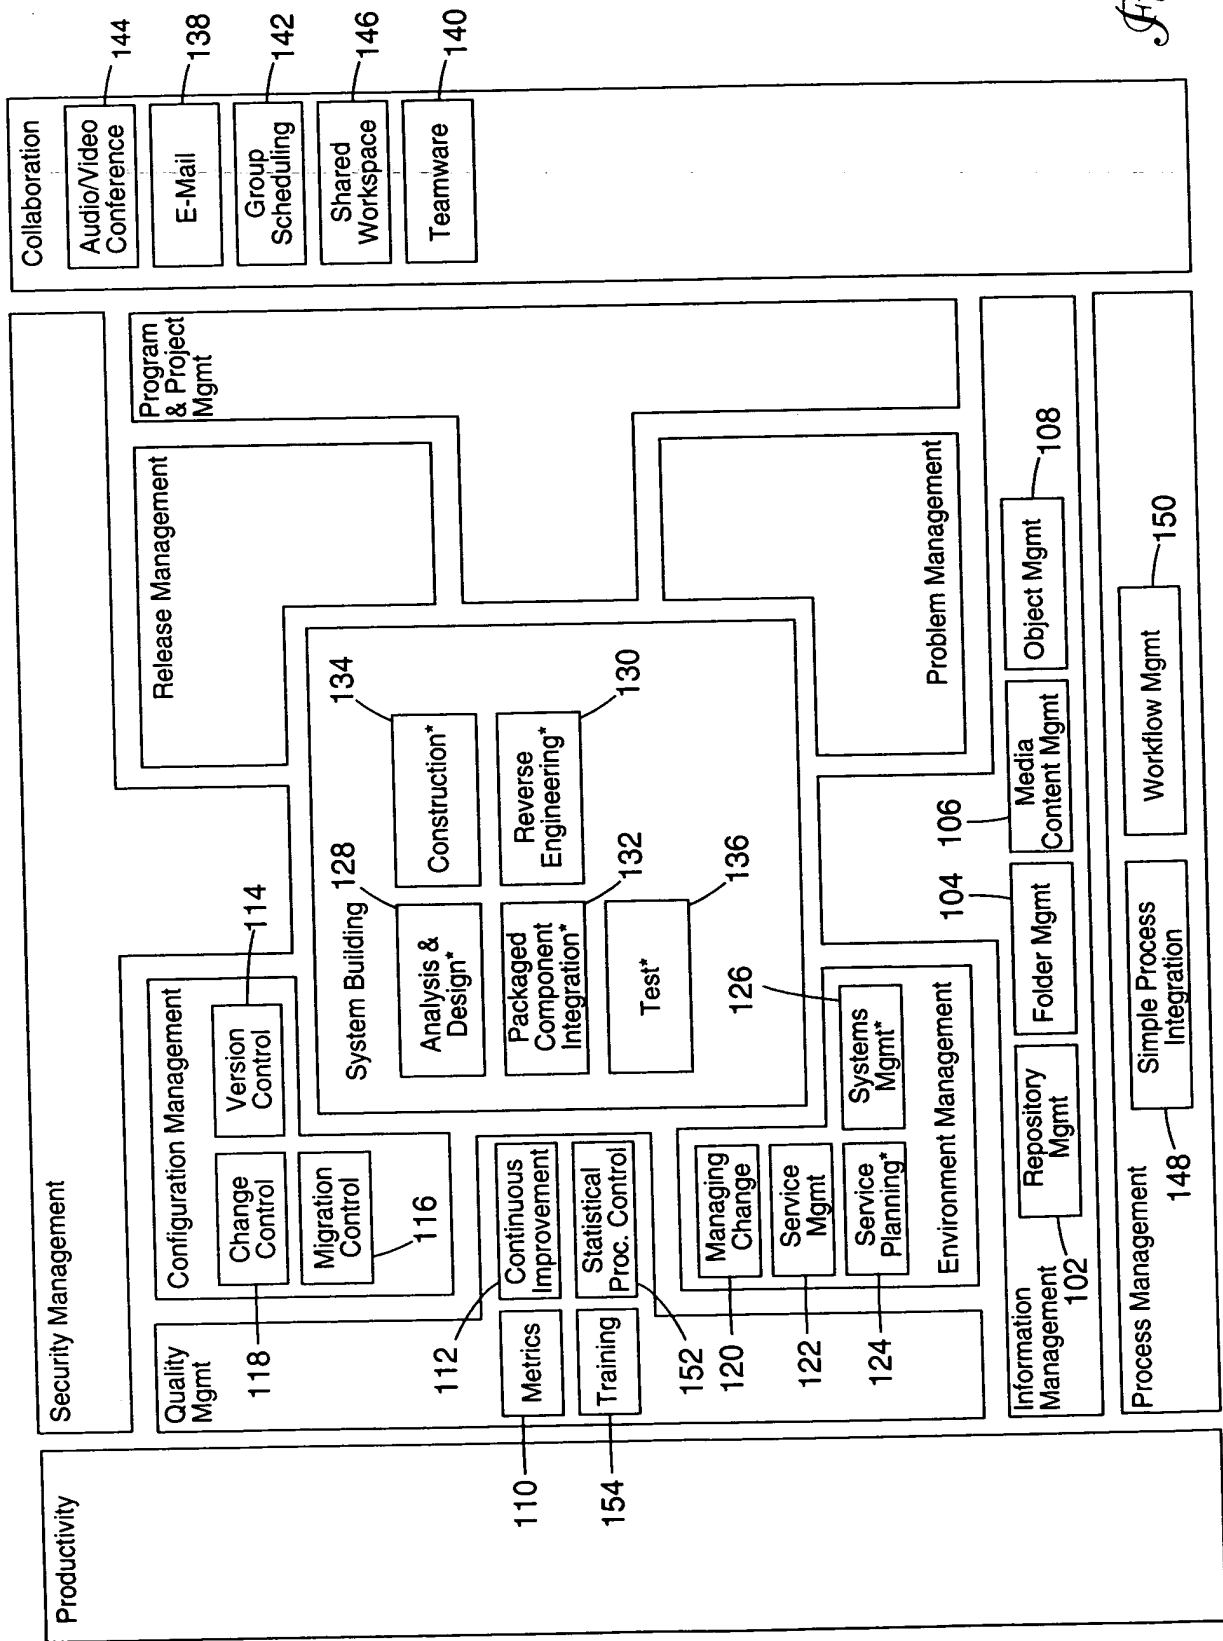 Productivity
Security Management
Collaboration
Audio/Video
Conference
144
E-Mail
138
Group
Scheduling
142
Shared
Workspace
146
Teamware
140
Quality
Mgmt
Metrics
110
Continuous
Improvement
112
Training
154
Statistical
Proc. Control
152
Configuration Management
Change
Control
118
Version
Control
114
Migration
Control
116
Release Management
Program
& Project
Mgmt
System Building
Analysis &
Design*
128
Construction*
134
Packaged
Component
Integration*
132
Reverse
Engineering*
130
Test*
136
Managing
Change
120
Service
Mgmt
122
Service
Planning*
124
Systems
Mgmt*
126
Environment Management
Problem Management
Information
Management
Repository
Mgmt
102
Folder Mgmt
104
Media
Content Mgmt
106
Object Mgmt
108
Process Management
Simple Process
Integration
148
Workflow Mgmt
150